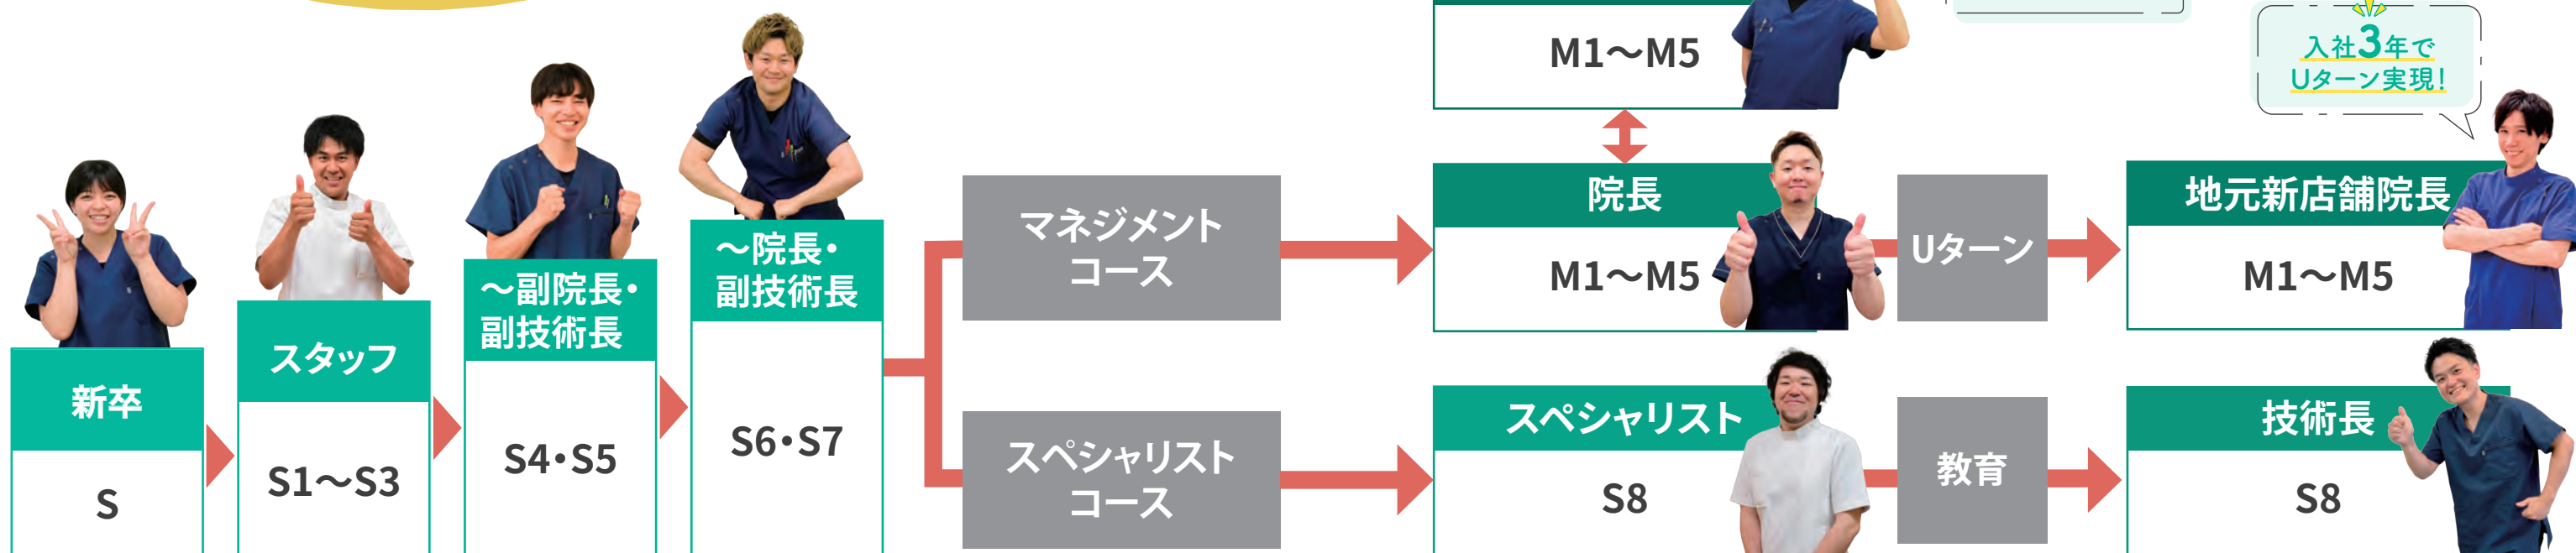 新卒
S
スタッフ
S1～S3
～副院長・
副技術長
S4・S5
～院長・
副技術長
S6・S7
マネジメント
コース
スペシャリスト
コース
M1～M5
院長
M1～M5
スペシャリスト
S8
Uターン
教育
入社3年で
Uターン実現！
地元新店舗院長
M1～M5
技術長
S8